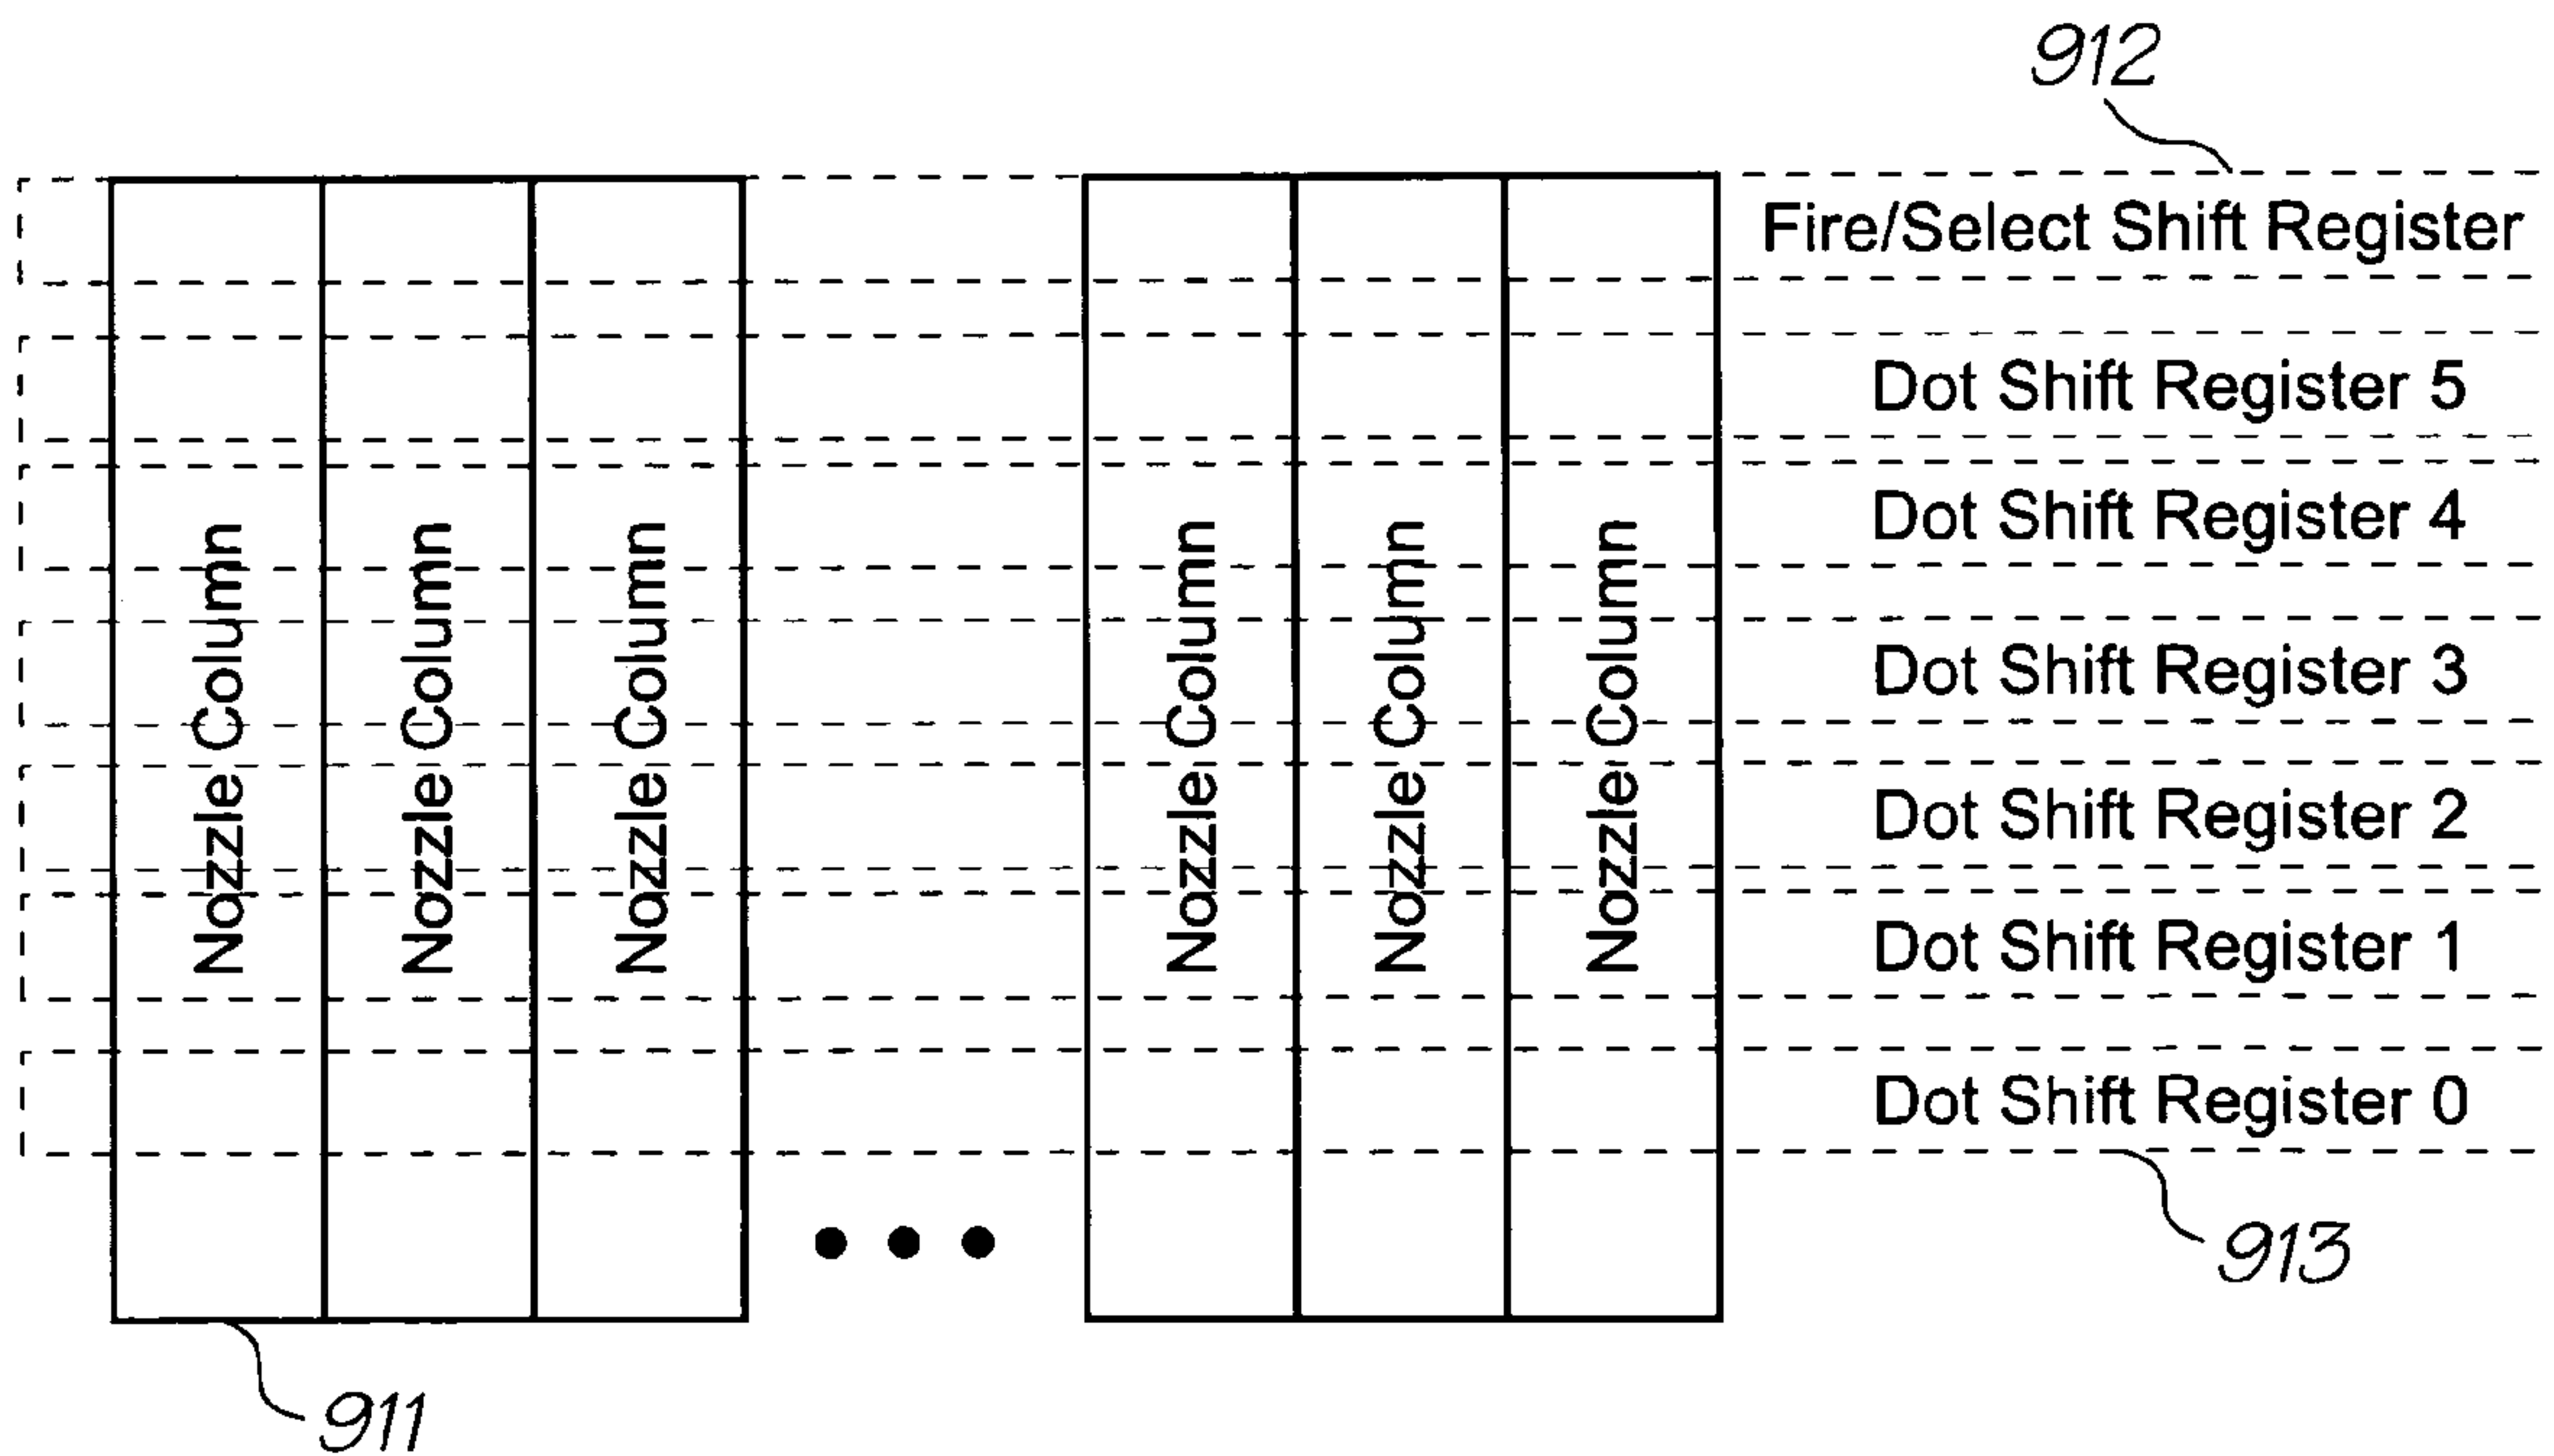 912
Fire/Select Shift Register
Dot Shift Register 5
Dot Shift Register 4
Dot Shift Register 3
Dot Shift Register 2
Dot Shift Register 1
Dot Shift Register 0
Nozzle Column
Nozzle Column
Nozzle Column
Nozzle Column
Nozzle Column
Nozzle Column
913
911